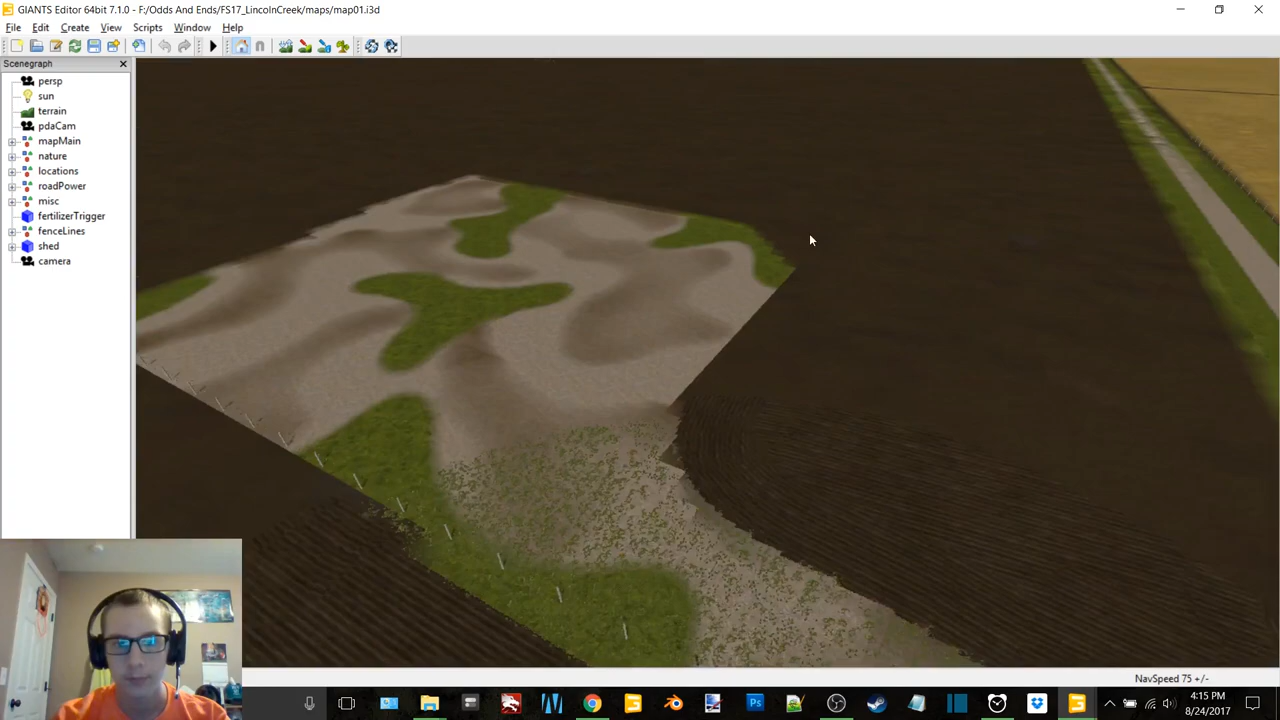 GIANTS Editor 64bit 7.1.0 - F:/Odds And Ends/FS17_LincolnCreek/maps/map01.i3d
File Edit Create View Scripts Window Help
Scenegraph
persp
sun
terrain
pdaCam
mapMain
nature
locations
roadPower
misc
fertilizerTrigger
fenceLines
shed
camera
NavSpeed 75 +/-
4:15 PM
8/24/2017